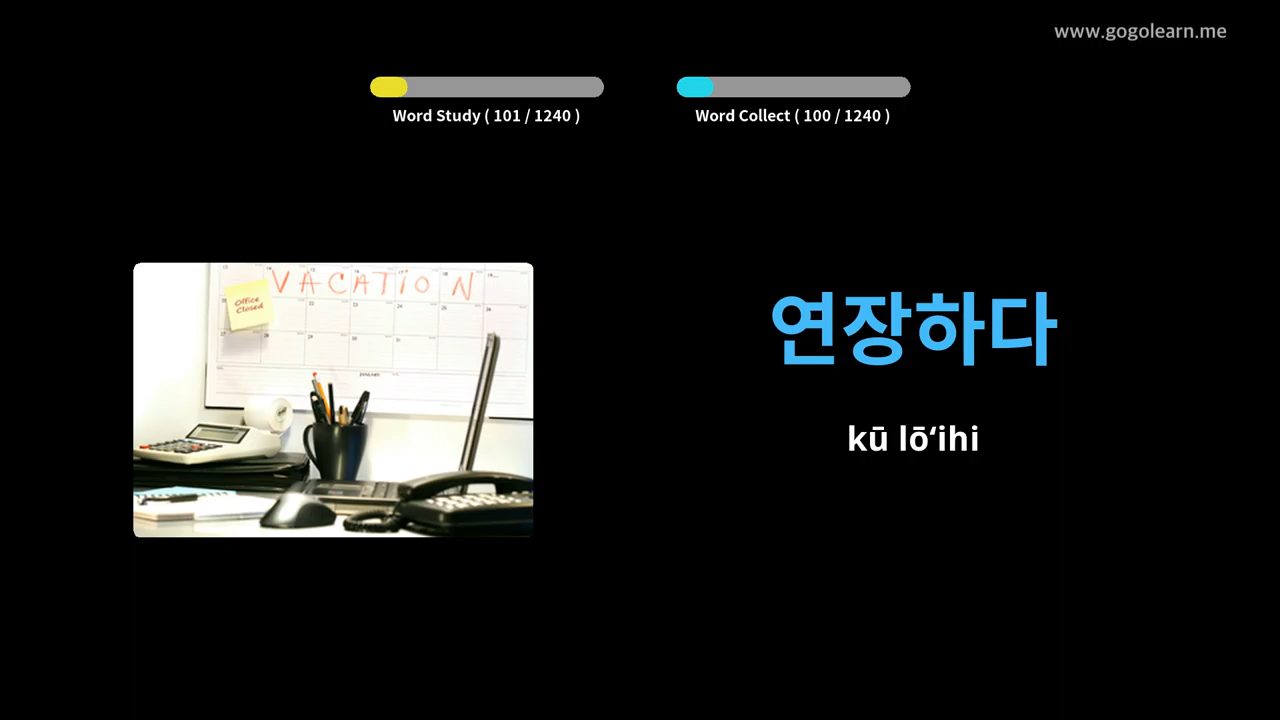 www.gogolearn.me
Word Study ( 101 / 1240 )
Word Collect ( 100 / 1240 )
VACATION
Office
Closed
연장하다
kū lōʻihi